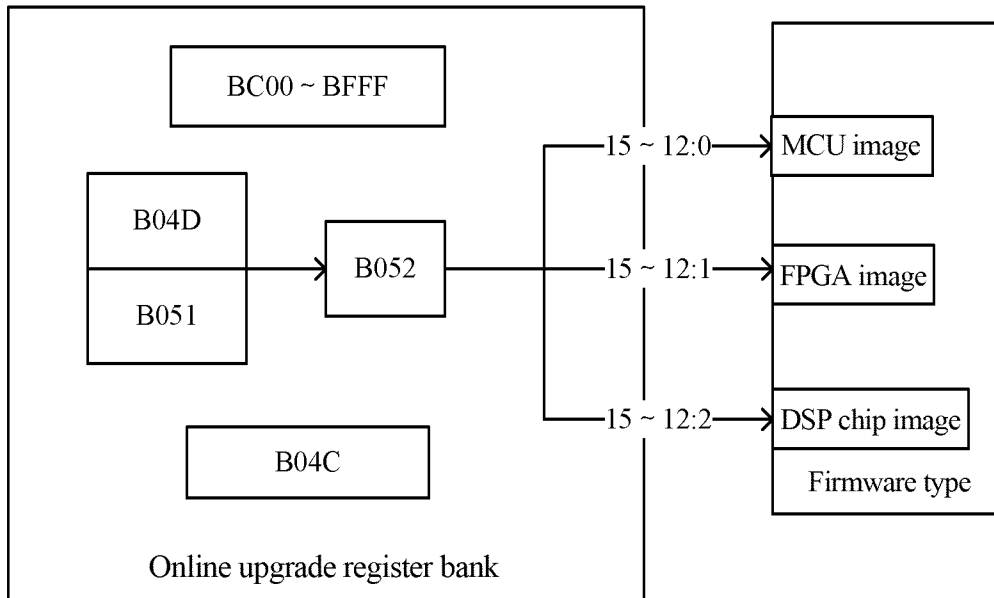 BC00 ~ BFFF
B04D
B051
B052
B04C
Online upgrade register bank
15 ~ 12:0
15 ~ 12:1
15 ~ 12:2
MCU image
FPGA image
DSP chip image
Firmware type